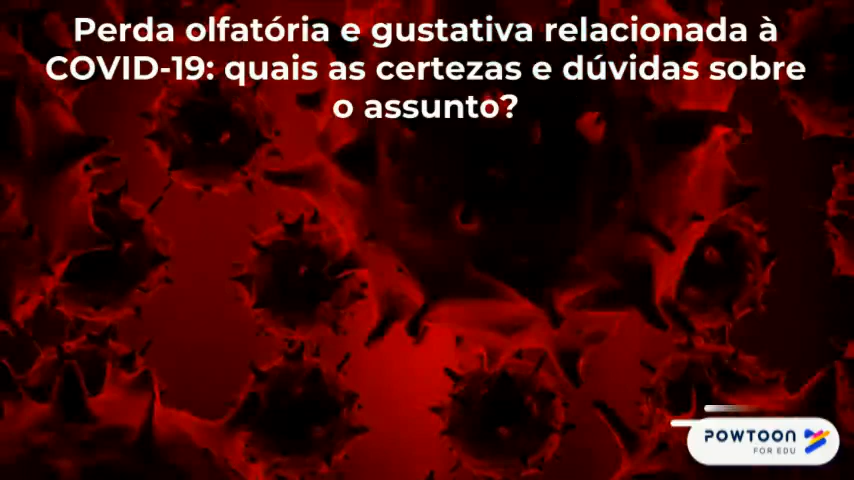 Perda olfatória e gustativa relacionada à
COVID-19: quais as certezas e dúvidas sobre
o assunto?
POWTOON
FOR EDU